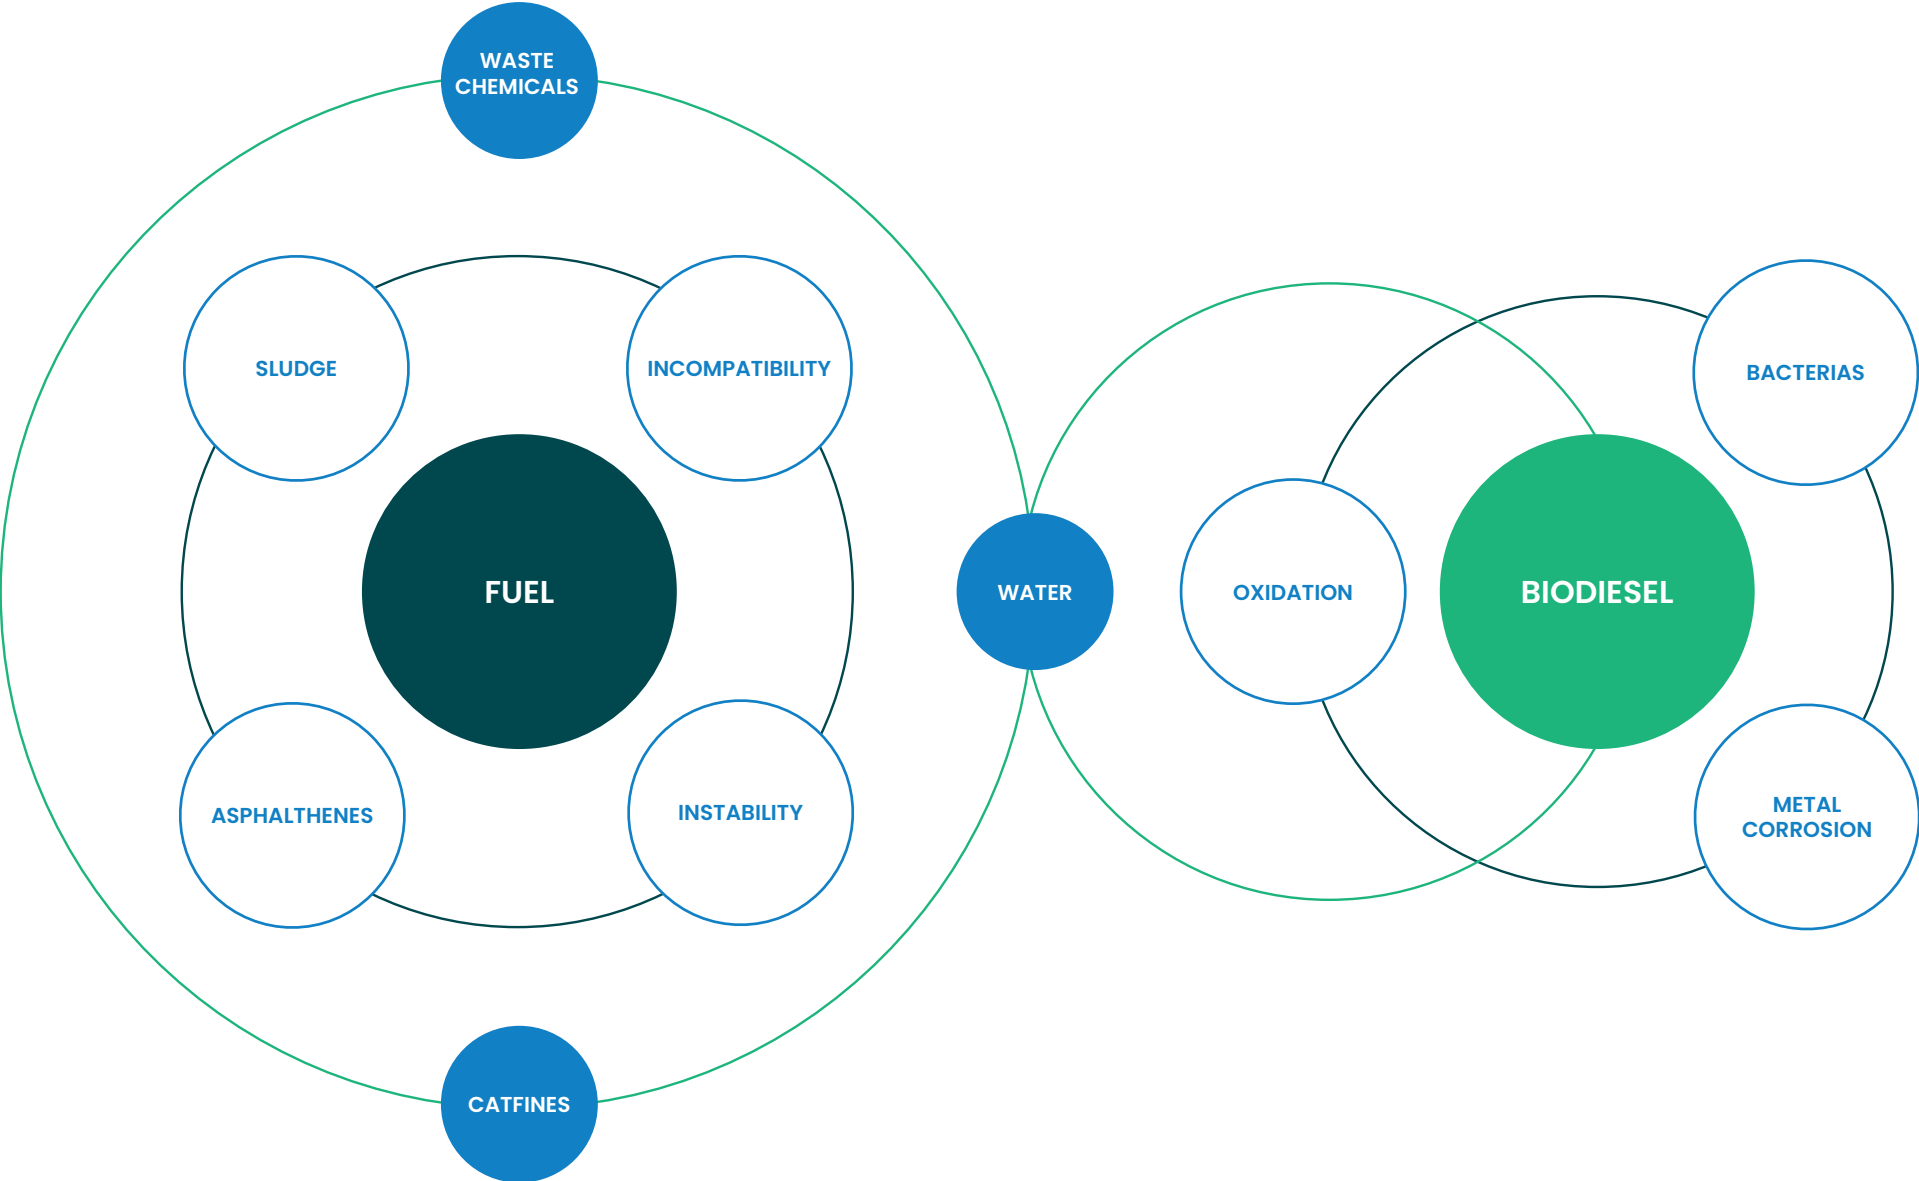 WASTE
CHEMICALS
SLUDGE
INCOMPATIBILITY
FUEL
ASPHALTHENES
INSTABILITY
CATFINES
WATER
OXIDATION
BIODIESEL
BACTERIAS
METAL
CORROSION